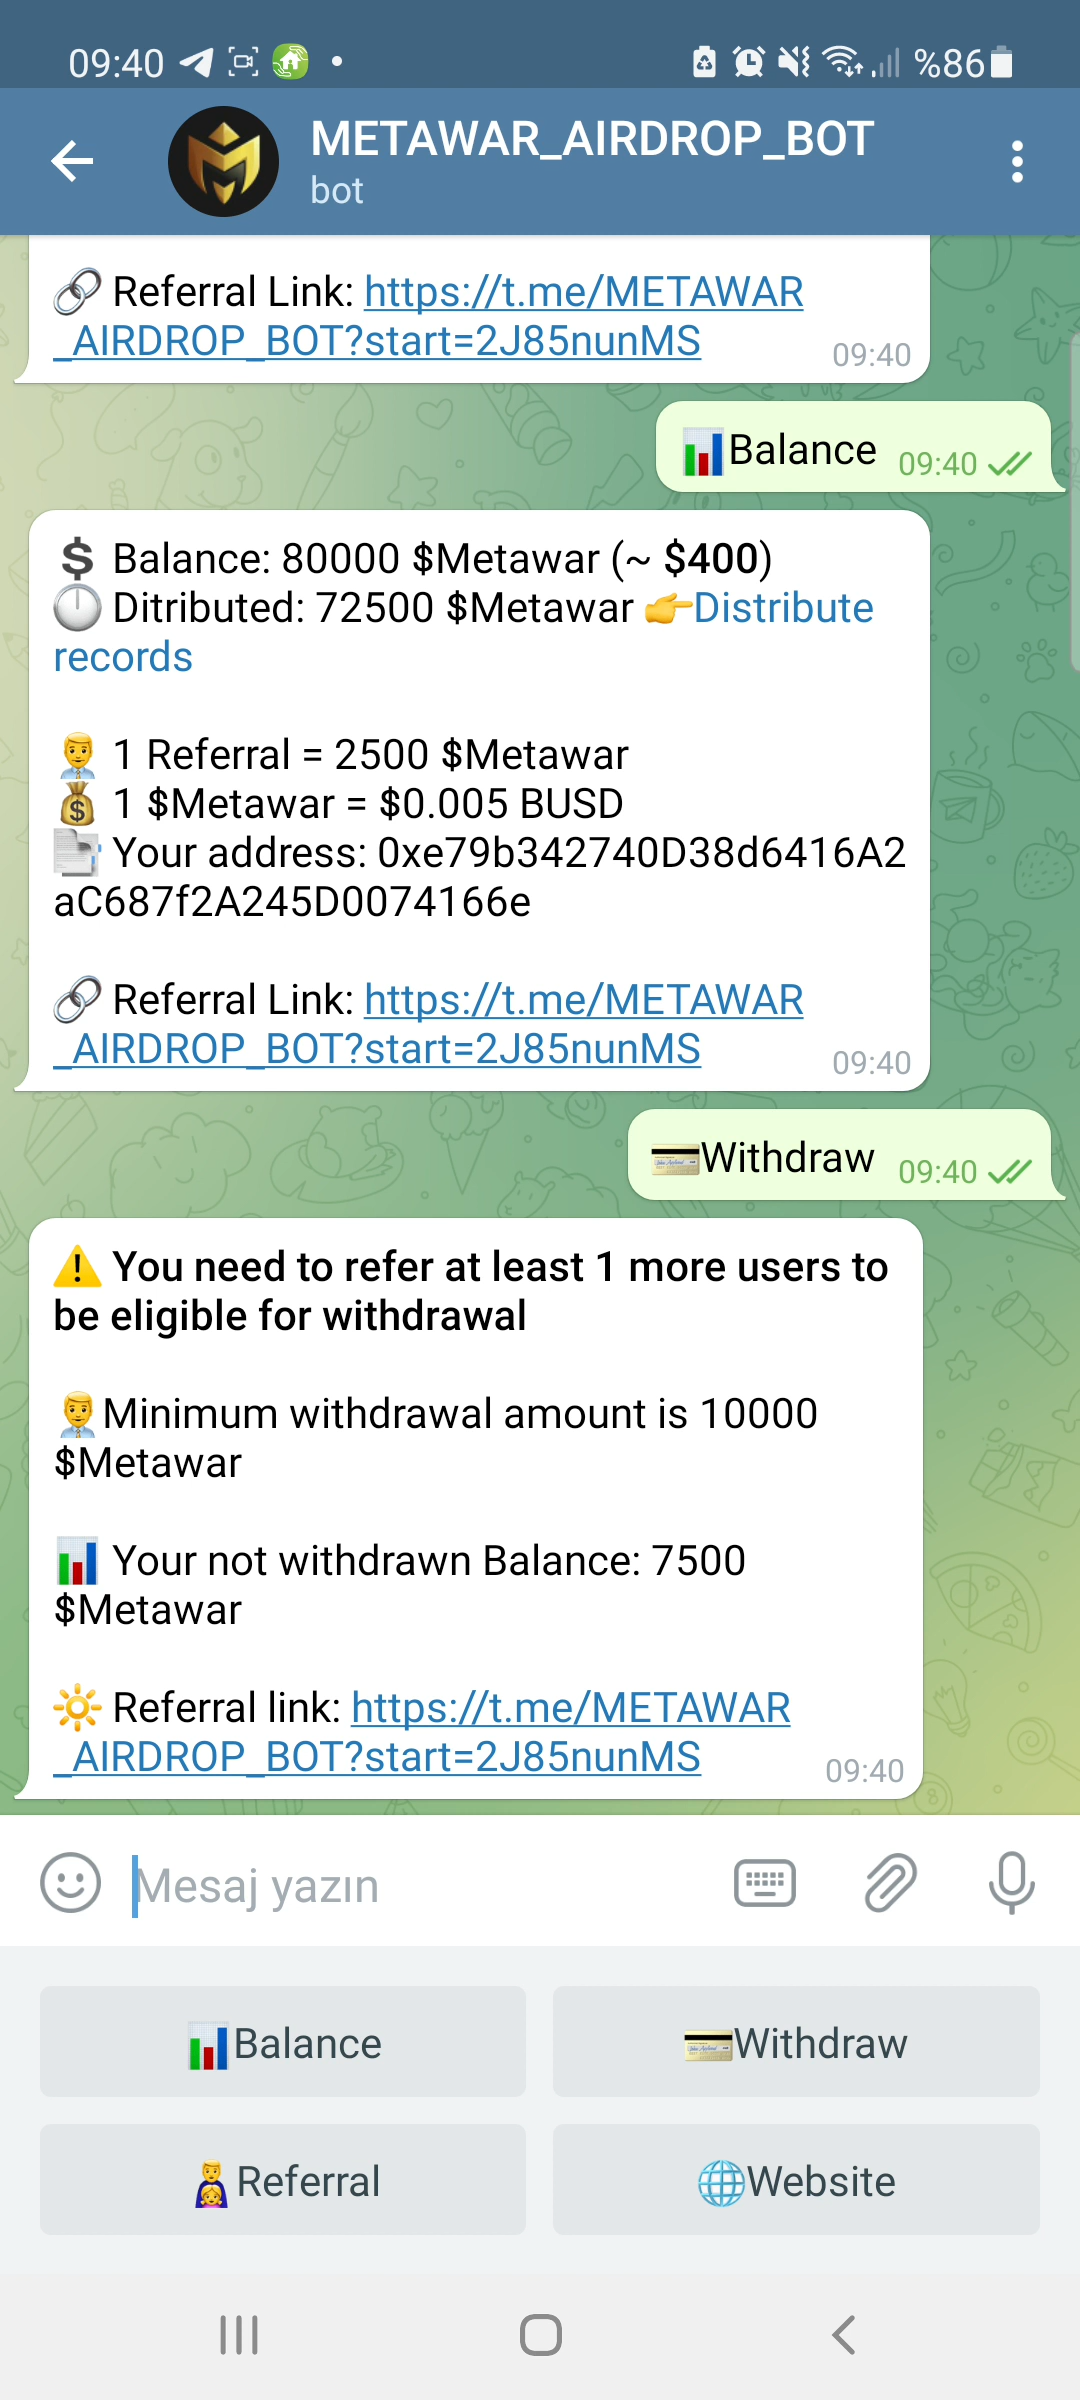 09:40 %86
METAWAR_AIRDROP_BOT
bot
Referral Link: https://t.me/METAWAR
_AIRDROP_BOT?start=2J85nunMS 09:40
Balance 09:40
Balance: 80000 $Metawar (~ $400)
Ditributed: 72500 $Metawar 👉Distribute
records
1 Referral = 2500 $Metawar
1 $Metawar = $0.005 BUSD
Your address: 0xe79b342740D38d6416A2
aC687f2A245D0074166e
Referral Link: https://t.me/METAWAR
_AIRDROP_BOT?start=2J85nunMS 09:40
Withdraw 09:40
You need to refer at least 1 more users to
be eligible for withdrawal
Minimum withdrawal amount is 10000
$Metawar
Your not withdrawn Balance: 7500
$Metawar
Referral link: https://t.me/METAWAR
_AIRDROP_BOT?start=2J85nunMS 09:40
Mesaj yazın
Balance Withdraw
Referral Website